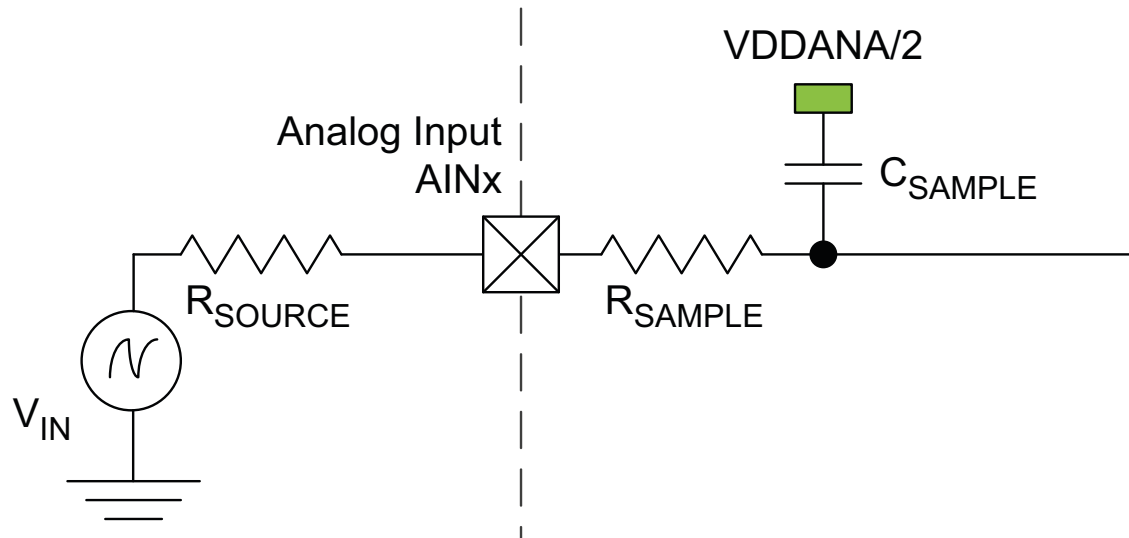 VDDANA/2
Analog Input
AINx
CSAMPLE
RSOURCE
RSAMPLE
VIN